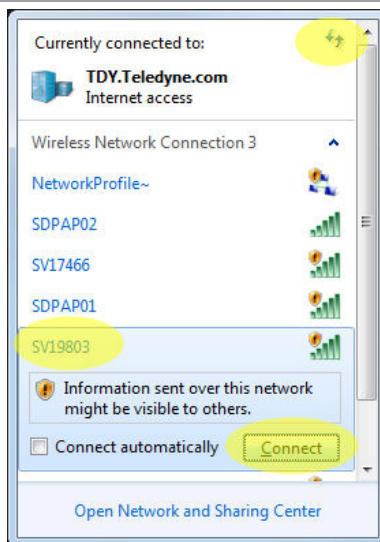 Currently connected to:
TDY.Teledyne.com
Internet access
Wireless Network Connection 3
NetworkProfile~
SDPAP02
SV17466
SDPAP01
SV19803
Information sent over this network
might be visible to others.
Connect automatically
Connect
Open Network and Sharing Center